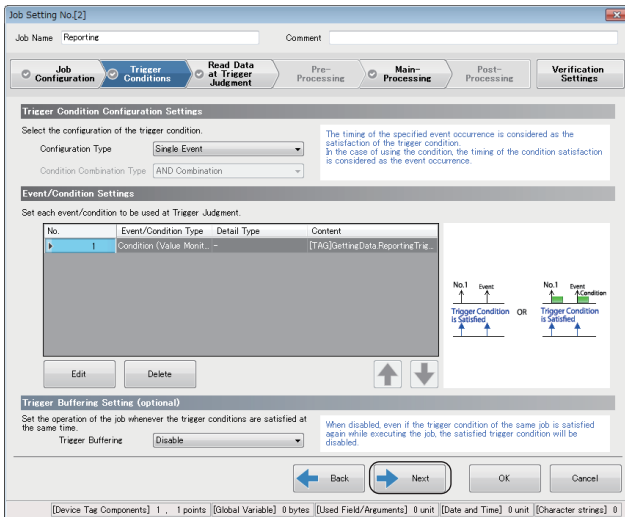 Job Setting No.[2]
Job Name Reporting Comment
Job Configuration
Trigger Conditions
Read Data at Trigger Judgment
Pre-Processing
Main-Processing
Post-Processing
Verification Settings
Trigger Condition Configuration Settings
Select the configuration of the trigger condition.
Configuration Type Single Event
Condition Combination Type AND Combination
The timing of the specified event occurrence is considered as the
satisfaction of the trigger condition.
In the case of using the condition, the timing of the condition satisfaction
is considered as the event occurrence.
Event/Condition Settings
Set each event/condition to be used at Trigger Judgment.
No. Event/Condition Type Detail Type Content
1 Condition (Value Monit... - [TAG]GettingData.ReportingTrig...
No.1 Event
Trigger Condition
is Satisfied
OR
No.1 Event
Condition
Trigger Condition
is Satisfied
Edit Delete
Trigger Buffering Setting (optional)
Set the operation of the job whenever the trigger conditions are satisfied at
the same time.
Trigger Buffering Disable
When disabled, even if the trigger condition of the same job is satisfied
again while executing the job, the satisfied trigger condition will be
disabled.
Back Next OK Cancel
[Device Tag Components] 1 , 1 points [Global Variable] 0 bytes [Used Field/Arguments] 0 unit [Date and Time] 0 unit [Character strings] 0